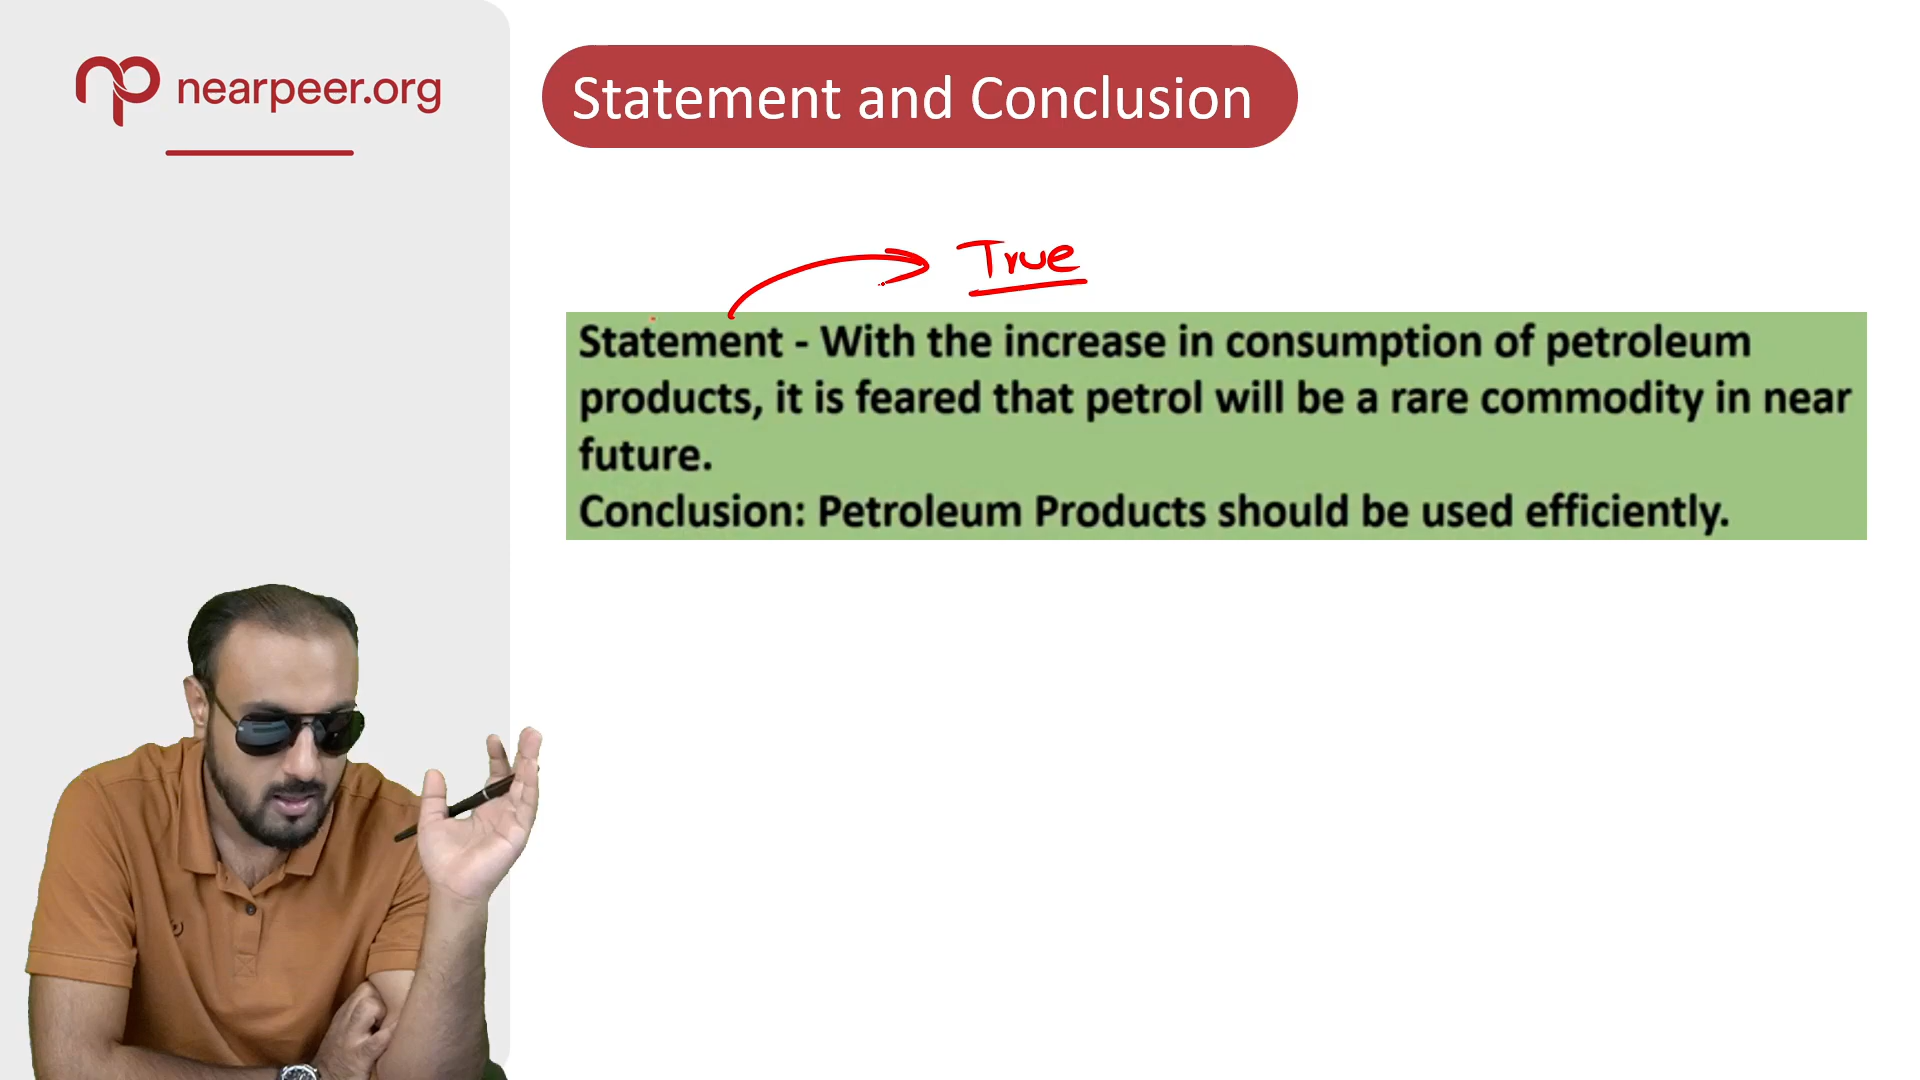 nearpeer.org
Statement and Conclusion
True
Statement - With the increase in consumption of petroleum
products, it is feared that petrol will be a rare commodity in near
future.
Conclusion: Petroleum Products should be used efficiently.